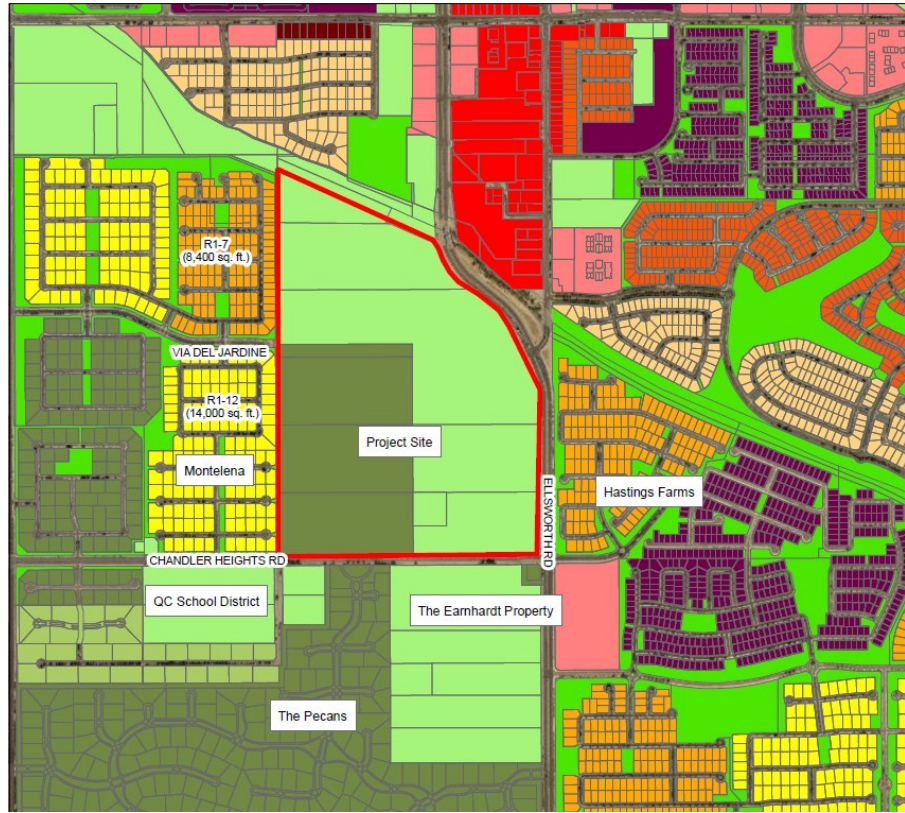 R1-7
(8,400 sq. ft.)
VIA DEL JARDINE
R1-12
(14,000 sq. ft.)
Project Site
Montelena
Hastings Farms
ELLSWORTH RD
CHANDLER HEIGHTS RD
QC School District
The Earnhardt Property
The Pecans